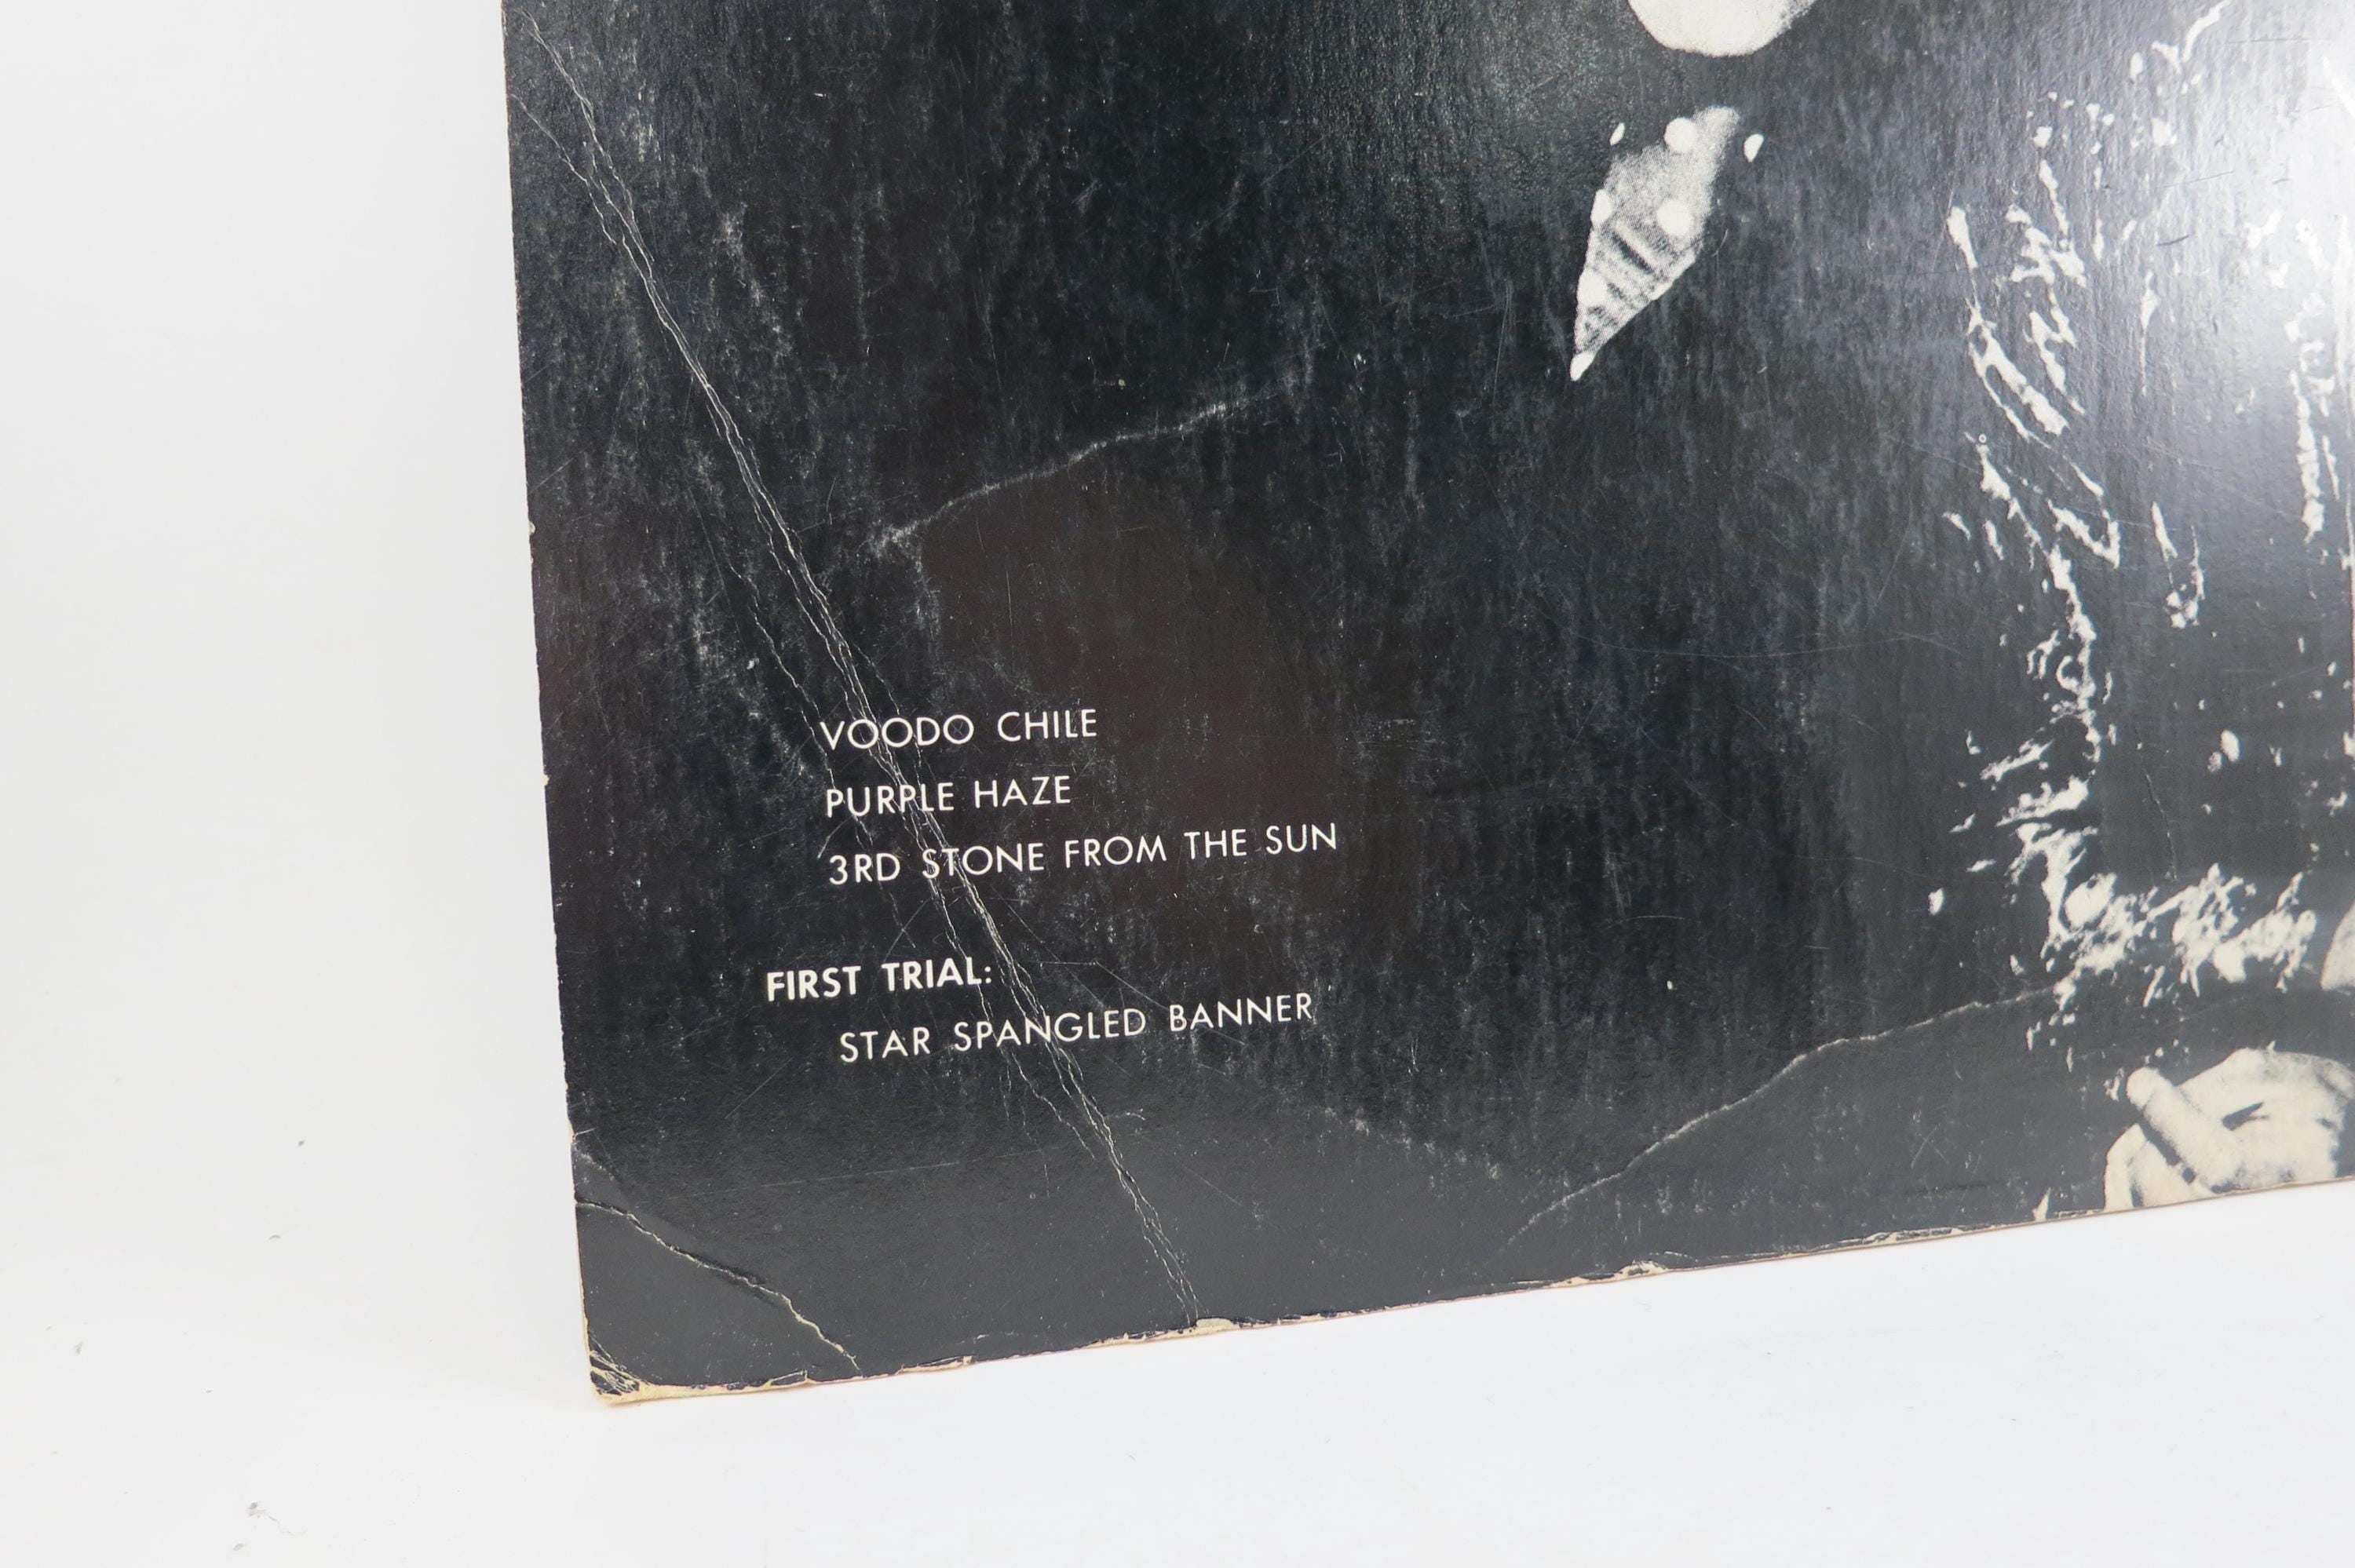 VOODO CHILE
PURPLE HAZE
3RD STONE FROM THE SUN
FIRST TRIAL:
STAR SPANGLED BANNER